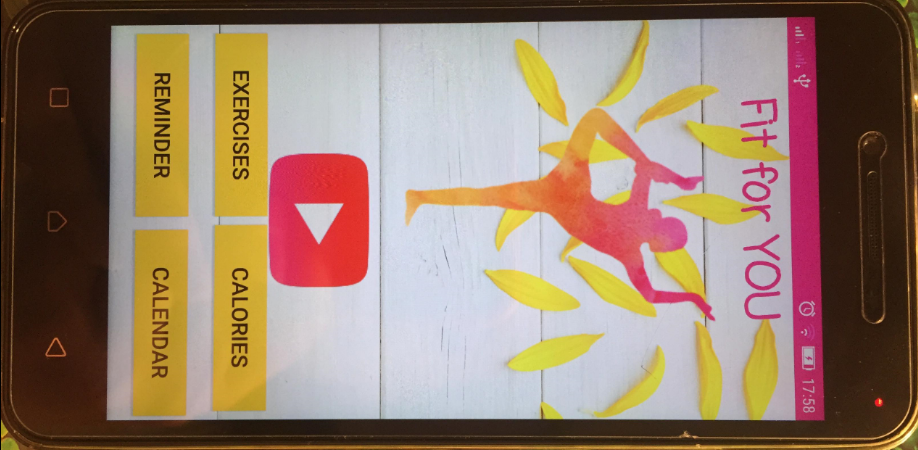 17:58
Fit for YOU
EXERCISES CALORIES
REMINDER CALENDAR